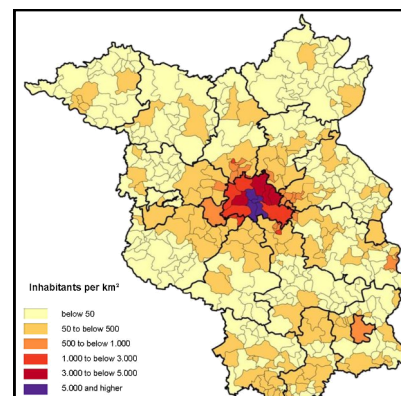 Inhabitants per km²
below 50
50 to below 500
500 to below 1.000
1.000 to below 3.000
3.000 to below 5.000
5.000 and higher